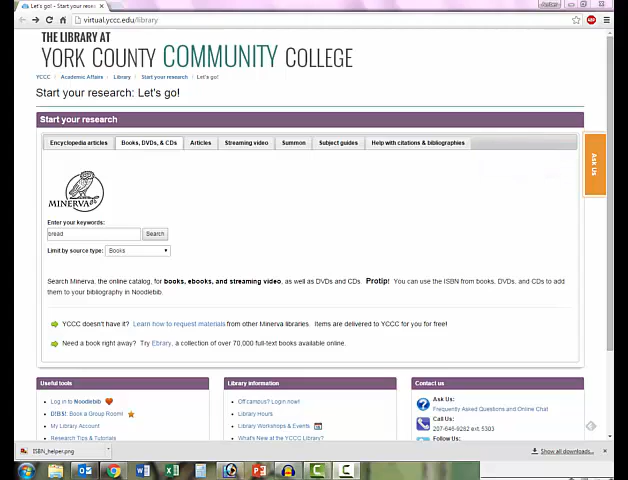 Let's go! - Start your resea
virtual.yccc.edu/library
THE LIBRARY AT
YORK COUNTY COMMUNITY COLLEGE
YCCC Academic Affairs Library Start your research Let's go!
Start your research: Let's go!
Start your research
Encyclopedia articles Books, DVDs, & CDs Articles Streaming video Summon Subject guides Help with citations & bibliographies
Ask Us
MINERVA
Enter your keywords:
bread Search
Limit by source type: Books
Search Minerva, the online catalog, for books, ebooks, and streaming video, as well as DVDs and CDs. Protip! You can use the ISBN from books, DVDs, and CDs to add
them to your bibliography in Noodlebib.
YCCC doesn't have it? Learn how to request materials from other Minerva libraries. Items are delivered to YCCC for you for free!
Need a book right away? Try Ebrary, a collection of over 70,000 full-text books available online.
Useful tools Library information Contact us
Log in to Noodlebib Off campus? Login now! Ask Us:
Frequently Asked Questions and Online Chat
D!B5! Book a Group Room! Library Hours Call Us:
My Library Account Library Workshops & Events 207-646-9282 ext. 5303
Research Tips & Tutorials What's New at the YCCC Library? Follow Us:
ISBN_helper.png Show all downloads...